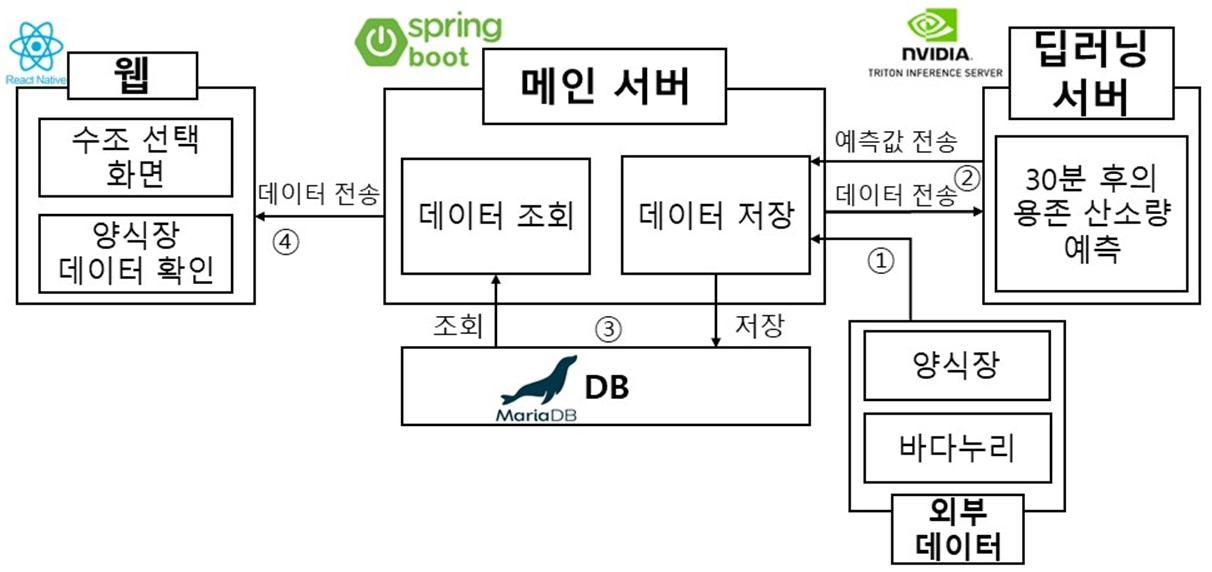 React Native
웹
수조 선택
화면
양식장
데이터 확인
데이터 전송
④
spring
boot
메인 서버
데이터 조회
데이터 저장
조회
③
저장
MariaDB
DB
NVIDIA.
TRITON INFERENCE SERVER
딥러닝
서버
예측값 전송
②
데이터 전송
30분 후의
용존 산소량
예측
①
양식장
바다누리
외부
데이터